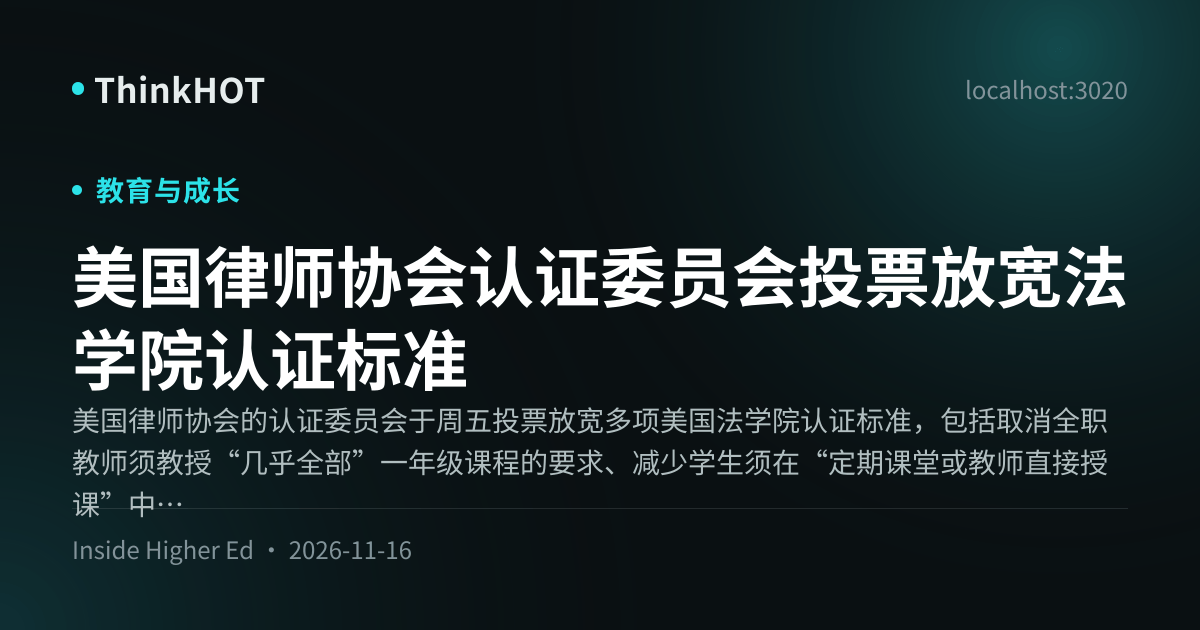 ThinkHOT
localhost:3020
教育与成长
美国律师协会认证委员会投票放宽法
学院认证标准
美国律师协会的认证委员会于周五投票放宽多项美国法学院认证标准，包括取消全职
教师须教授“几乎全部”一年级课程的要求、减少学生须在“定期课堂或教师直接授
课”中…
Inside Higher Ed • 2026-11-16